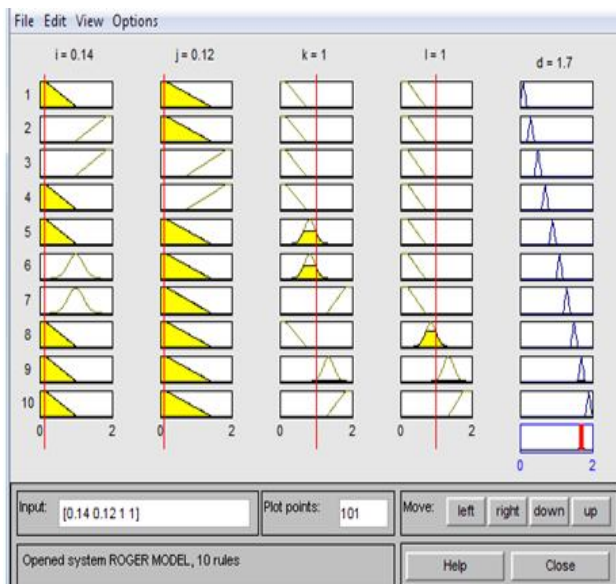 File Edit View Options
i = 0.14 j = 0.12 k = 1 l = 1 d = 1.7
1
2
3
4
5
6
7
8
9
10
0 2 0 2 0 2 0 2
0 2
Input: [0.14 0.12 1 1] Plot points: 101 Move: left right down up
Opened system ROGER MODEL, 10 rules Help Close